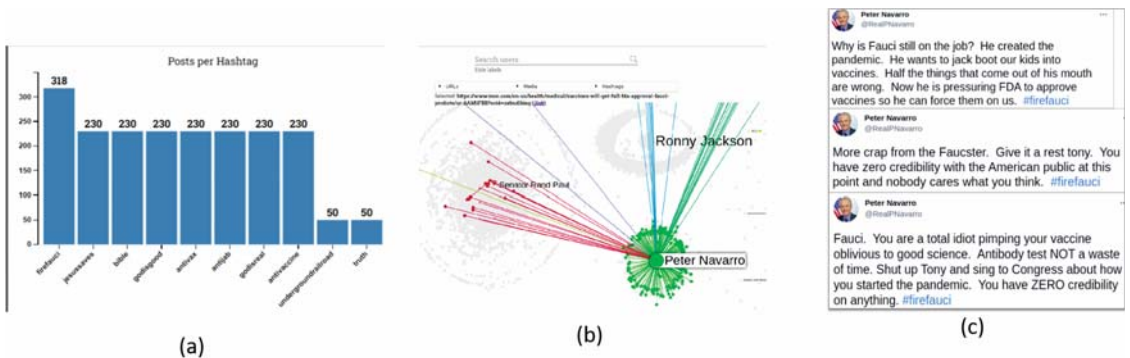 Posts per Hashtag
318
230
230
230
230
230
230
230
50
50
300
250
200
150
100
50
0
firefauci
jesussaves
bible
godisgood
antivax
antijab
godisreal
antivaccine
undergroundrailroad
truth
(a)
Search users
Hide labels
URLs
Media
Hashtags
Ronny Jackson
Senator Rand Paul
Peter Navarro
(b)
Peter Navarro
@RealPNavarro
Why is Fauci still on the job? He created the
pandemic. He wants to jack boot our kids into
vaccines. Half the things that come out of his mouth
are wrong. Now he is pressuring FDA to approve
vaccines so he can force them on us. #firefauci
Peter Navarro
@RealPNavarro
More crap from the Faucster. Give it a rest tony. You
have zero credibility with the American public at this
point and nobody cares what you think. #firefauci
Peter Navarro
@RealPNavarro
Fauci. You are a total idiot pimping your vaccine
oblivious to good science. Antibody test NOT a waste
of time. Shut up Tony and sing to Congress about how
you started the pandemic. You have ZERO credibility
on anything. #firefauci
(c)